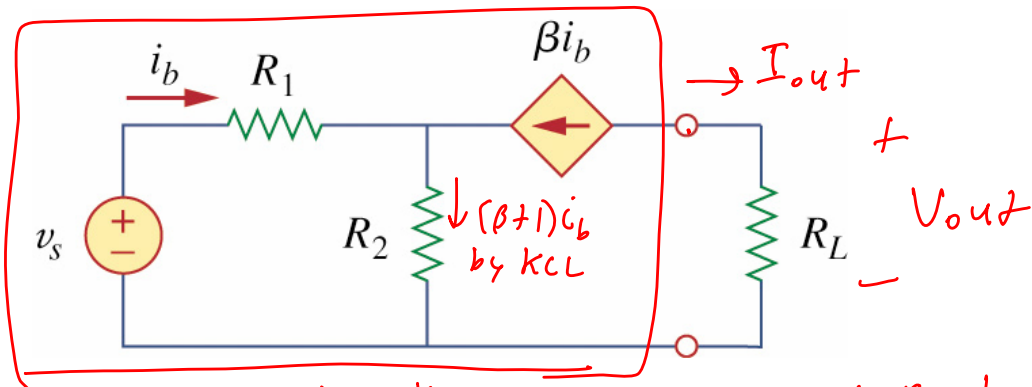 βi_b
i_b
R_1
→ I_out
+
V_out
−
+
−
v_s
R_2
↓ (β+1)i_b
by KCL
R_L